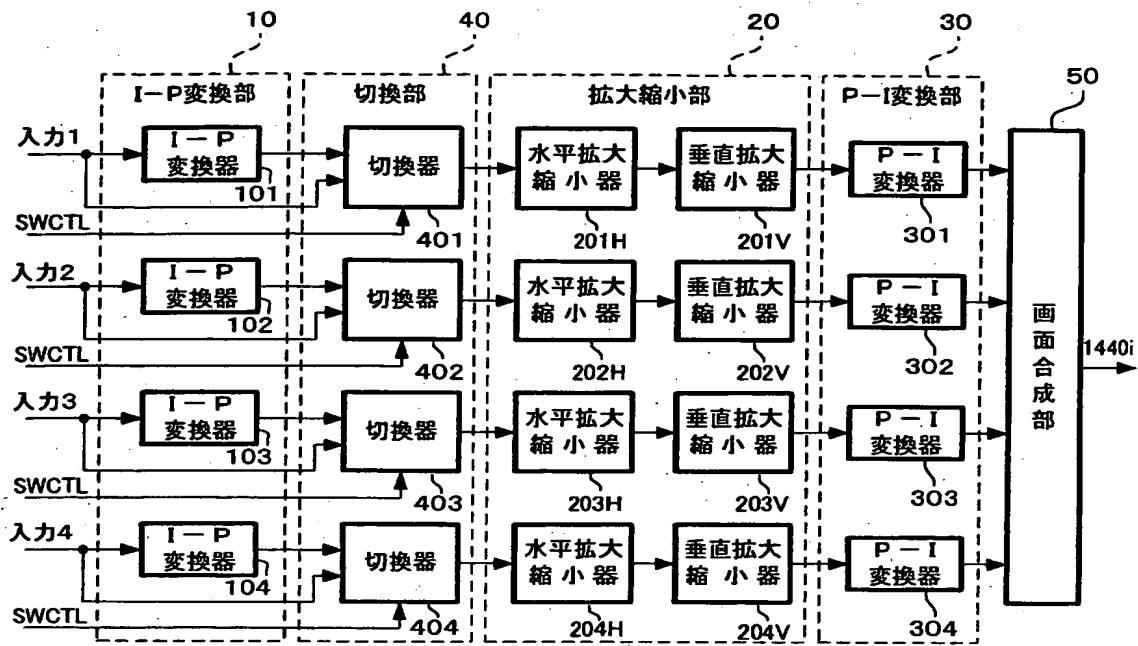 10
40
20
30
50
I−P変換部
切換部
拡大縮小部
P−I変換部
入力1
I−P
変換器
101
切換器
401
水平拡大
縮小器
201H
垂直拡大
縮小器
201V
P−I
変換器
301
SWCTL
入力2
I−P
変換器
102
切換器
402
水平拡大
縮小器
202H
垂直拡大
縮小器
202V
P−I
変換器
302
SWCTL
入力3
I−P
変換器
103
切換器
403
水平拡大
縮小器
203H
垂直拡大
縮小器
203V
P−I
変換器
303
SWCTL
入力4
I−P
変換器
104
切換器
404
水平拡大
縮小器
204H
垂直拡大
縮小器
204V
P−I
変換器
304
SWCTL
画面合成部
1440i